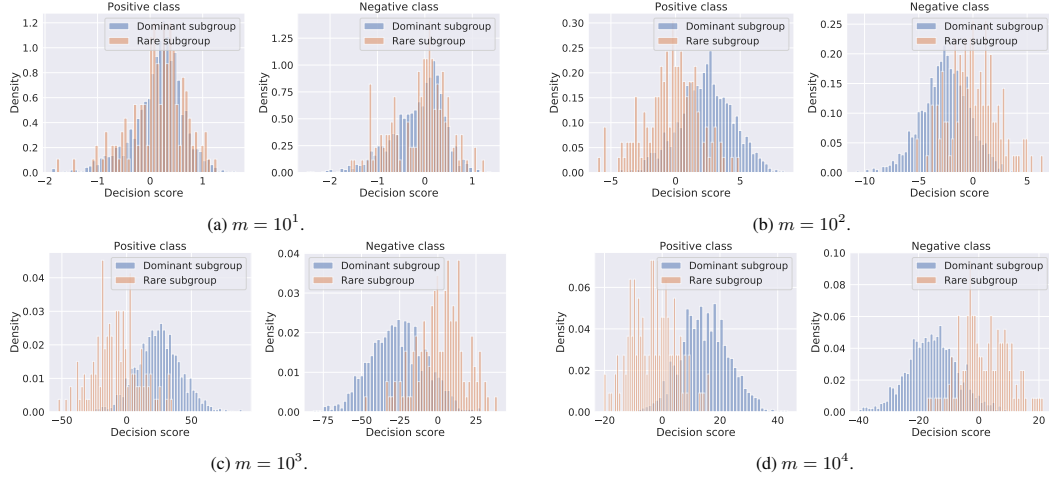 Positive class
Negative class
Positive class
Negative class
1.2
1.0
0.8
0.6
0.4
0.2
0.0
Density
Dominant subgroup
Rare subgroup
−2 −1 0 1
Decision score
1.25
1.00
0.75
0.50
0.25
0.00
Density
Dominant subgroup
Rare subgroup
−2 −1 0 1
Decision score
0.30
0.25
0.20
0.15
0.10
0.05
0.00
Density
Dominant subgroup
Rare subgroup
−5 0 5
Decision score
0.25
0.20
0.15
0.10
0.05
0.00
Density
Dominant subgroup
Rare subgroup
−10 −5 0 5
Decision score
(a) m = 10¹.
(b) m = 10².
Positive class
Negative class
Positive class
Negative class
0.04
0.03
0.02
0.01
0.00
Density
Dominant subgroup
Rare subgroup
−50 0 50
Decision score
0.04
0.03
0.02
0.01
0.00
Density
Dominant subgroup
Rare subgroup
−75 −50 −25 0 25
Decision score
0.06
0.04
0.02
0.00
Density
Dominant subgroup
Rare subgroup
−20 0 20 40
Decision score
0.10
0.08
0.06
0.04
0.02
0.00
Density
Dominant subgroup
Rare subgroup
−40 −20 0 20
Decision score
(c) m = 10³.
(d) m = 10⁴.